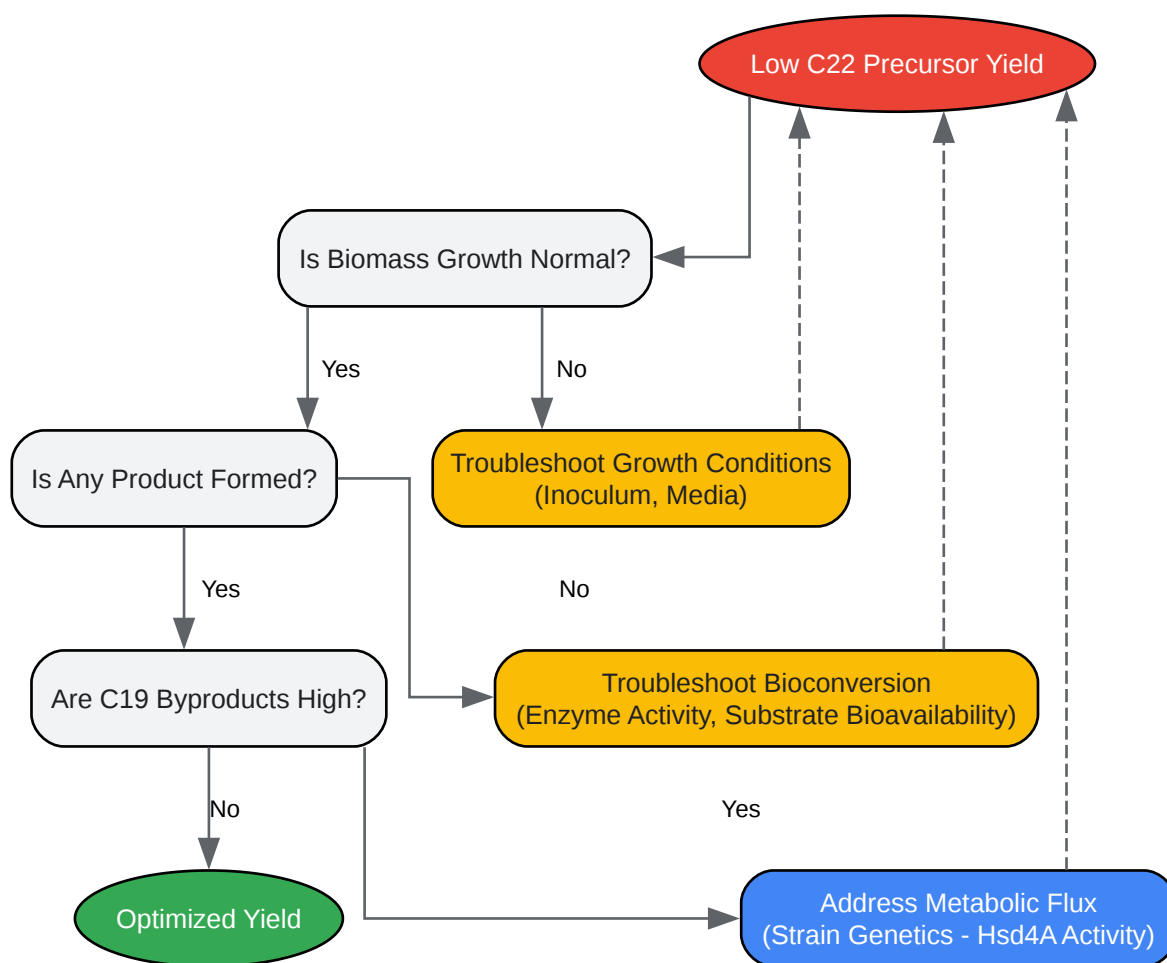 Low C22 Precursor Yield
Is Biomass Growth Normal?
Yes
No
Is Any Product Formed?
Troubleshoot Growth Conditions
(Inoculum, Media)
Yes
No
Are C19 Byproducts High?
Troubleshoot Bioconversion
(Enzyme Activity, Substrate Bioavailability)
No
Yes
Optimized Yield
Address Metabolic Flux
(Strain Genetics - Hsd4A Activity)